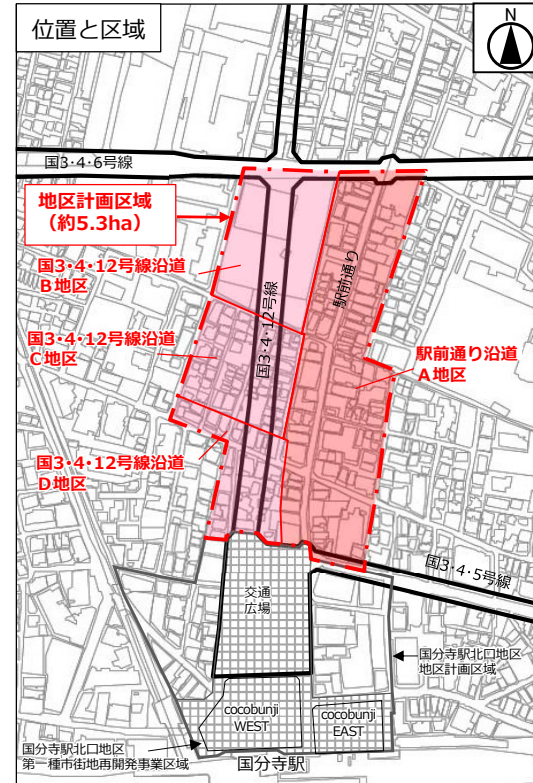 位置と区域
N
国3・4・6号線
地区計画区域
（約5.3ha）
国3・4・12号線沿道
B地区
駅前通り
国3・4・12号線
国3・4・12号線沿道
C地区
駅前通り沿道
A地区
国3・4・12号線沿道
D地区
国3・4・5号線
交通
広場
国分寺駅北口地区
地区計画区域
cocobunji
WEST
cocobunji
EAST
国分寺駅北口地区
第一種市街地再開発事業区域
国分寺駅